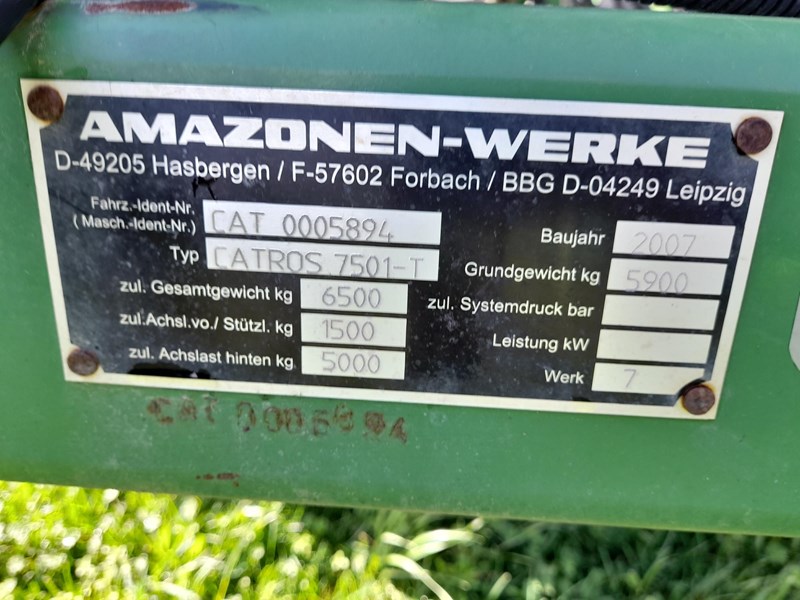 AMAZONEN-WERKE
D-49205 Hasbergen / F-57602 Forbach / BBG D-04249 Leipzig
Fahrz.-Ident-Nr.
( Masch.-Ident-Nr.) CAT 0005894
Typ CATROS 7501-T
zul. Gesamtgewicht kg 6500
zul.Achsl.vo./ Stützl. kg 1500
zul. Achslast hinten kg 5000
Baujahr 2007
Grundgewicht kg 5900
zul. Systemdruck bar
Leistung kW
Werk 7
CAT 0005894